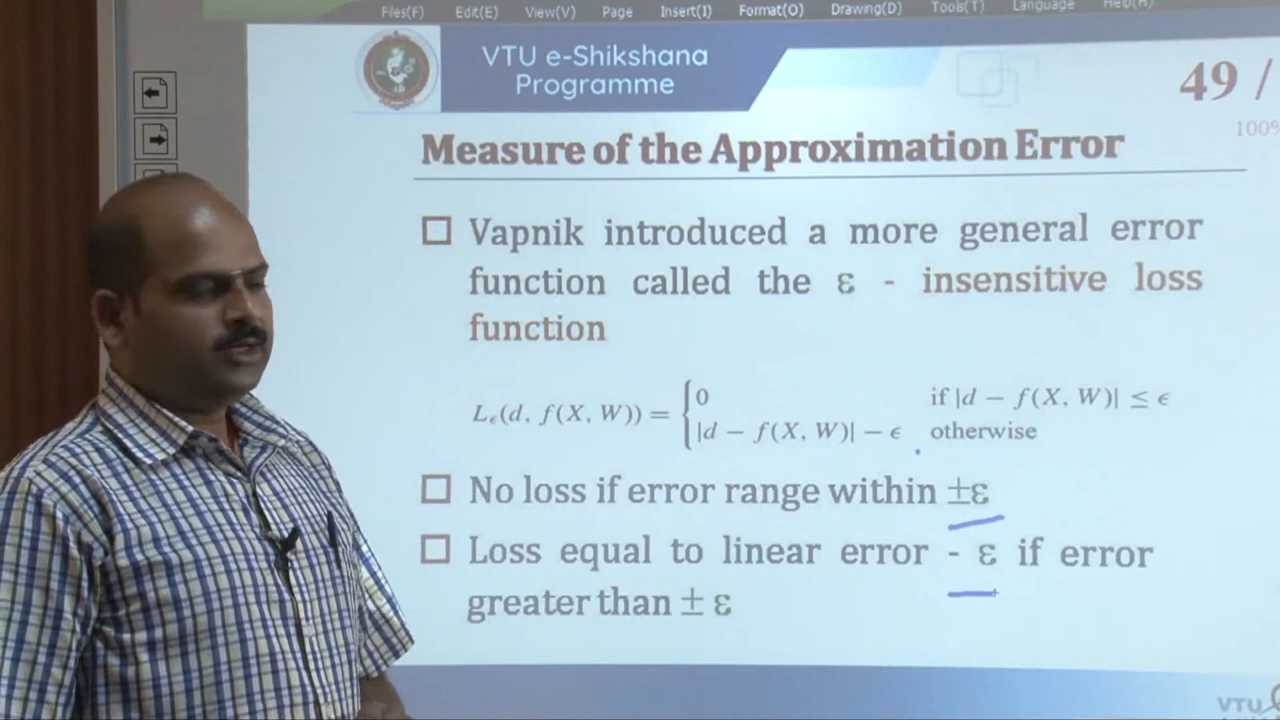 Files(F) Edit(E) View(V) Page Insert(I) Format(O) Drawing(D) Tools(T) Language Help(H)
VTU e-Shikshana
Programme
49 /
100%
Measure of the Approximation Error
Vapnik introduced a more general error
function called the ε - insensitive loss
function
Lϵ(d, f(X, W)) = { 0 if |d − f(X, W)| ≤ ϵ
|d − f(X, W)| − ϵ otherwise
No loss if error range within ±ε
Loss equal to linear error - ε if error
greater than ± ε
VTU